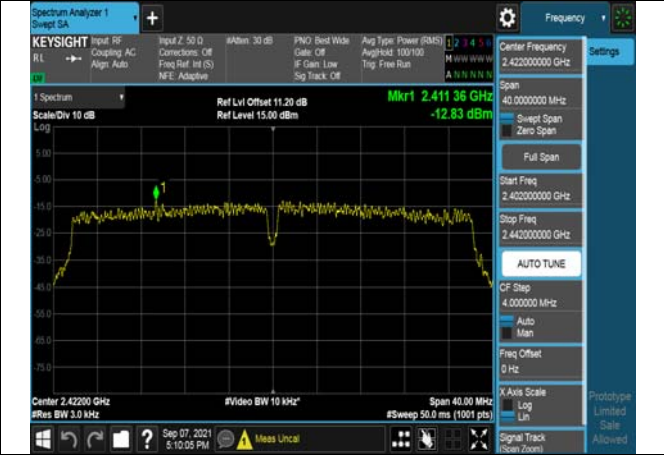 Spectrum Analyzer 1
Swept SA
+
Frequency
KEYSIGHT
RL
Input: RF
Coupling: AC
Align: Auto
Input Z: 50 Ω
Corrections: Off
Freq Ref: Int (S)
NFE: Adaptive
#Atten: 30 dB
PNO: Best Wide
Gate: Off
IF Gain: Low
Sig Track: Off
Avg Type: Power (RMS)
Avg|Hold: 100/100
Trig: Free Run
1 2 3 4 5 6
M W W W W W
A N N N N N
1 Spectrum
Scale/Div 10 dB
Log
Ref Lvl Offset 11.20 dB
Ref Level 15.00 dBm
Mkr1 2.411 36 GHz
-12.83 dBm
5.00
-5.00
-15.0
-25.0
-35.0
-45.0
-55.0
-65.0
-75.0
1
Center 2.42200 GHz
#Res BW 3.0 kHz
#Video BW 10 kHz*
Span 40.00 MHz
#Sweep 50.0 ms (1001 pts)
?
Sep 07, 2021
5:10:05 PM
Meas Uncal
Center Frequency
2.422000000 GHz
Settings
Span
40.0000000 MHz
Swept Span
Zero Span
Full Span
Start Freq
2.402000000 GHz
Stop Freq
2.442000000 GHz
AUTO TUNE
CF Step
4.000000 MHz
Auto
Man
Freq Offset
0 Hz
X Axis Scale
Log
Lin
Signal Track
(Span Zoom)
Prototype
Limited
Sale
Allowed